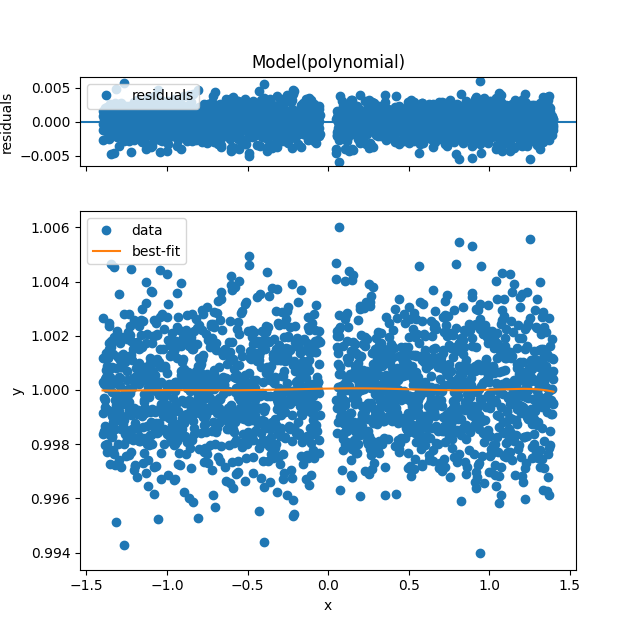 Model(polynomial)
residuals
0.005
0.000
−0.005
residuals
data
best-fit
y
1.006
1.004
1.002
1.000
0.998
0.996
0.994
−1.5 −1.0 −0.5 0.0 0.5 1.0 1.5
x